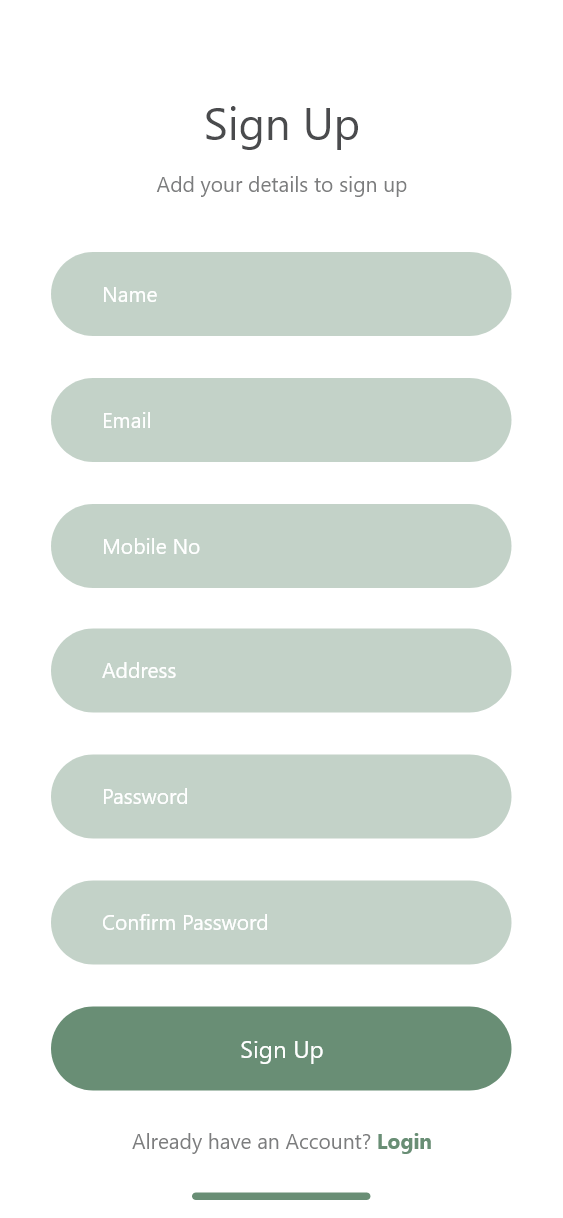 Sign Up
Add your details to sign up
Name
Email
Mobile No
Address
Password
Confirm Password
Sign Up
Already have an Account? Login